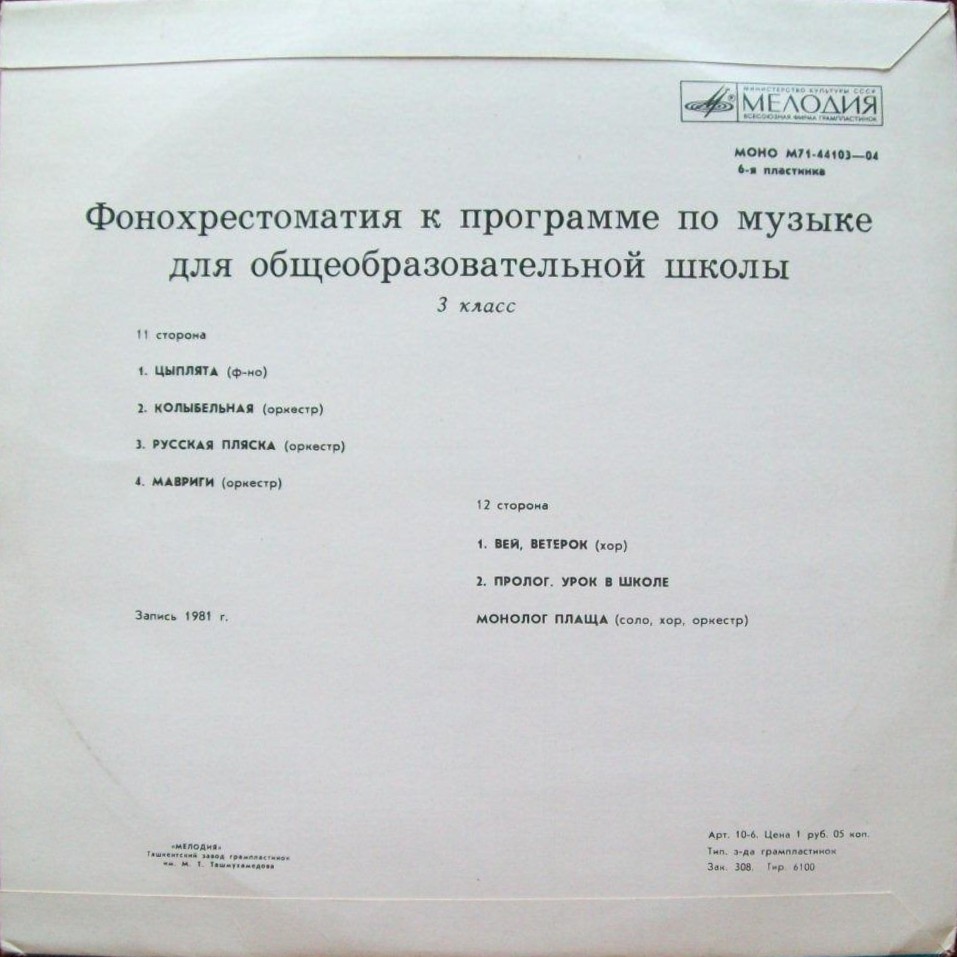 МИНИСТЕРСТВО КУЛЬТУРЫ СССР
МЕЛОДИЯ
ВСЕСОЮЗНАЯ ФИРМА ГРАМПЛАСТИНОК
МОНО М71-44103—04
6-я пластинка
Фонохрестоматия к программе по музыке
для общеобразовательной школы
3 класс
11 сторона
1. ЦЫПЛЯТА (ф-но)
2. КОЛЫБЕЛЬНАЯ (оркестр)
3. РУССКАЯ ПЛЯСКА (оркестр)
4. МАВРИГИ (оркестр)
12 сторона
1. ВЕЙ, ВЕТЕРОК (хор)
2. ПРОЛОГ. УРОК В ШКОЛЕ
МОНОЛОГ ПЛАЩА (соло, хор, оркестр)
Запись 1981 г.
«МЕЛОДИЯ»
Ташкентский завод грампластинок
им. М. Т. Ташмухамедова
Арт. 10-6. Цена 1 руб. 05 коп.
Тип. з-да грампластинок
Зак. 308. Тир. 6100